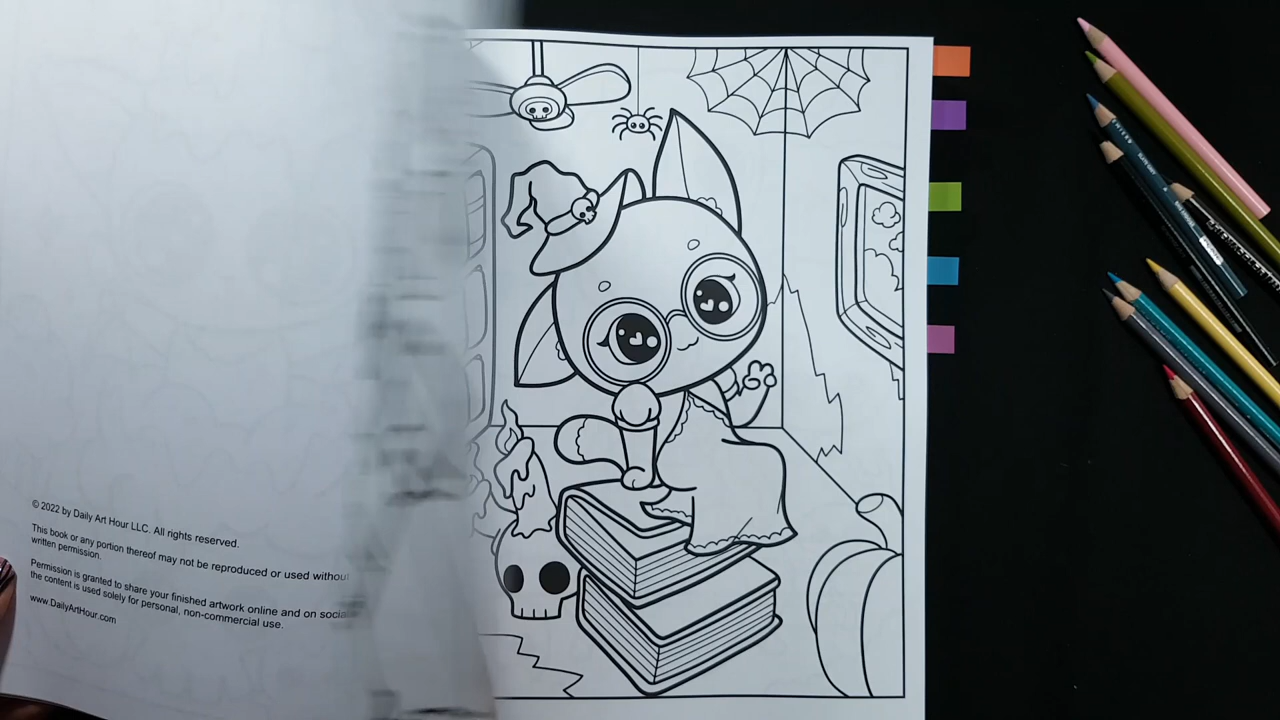 © 2022 by Daily Art Hour LLC. All rights reserved.
This book or any portion thereof may not be reproduced or used without
written permission.
Permission is granted to share your finished artwork online and on social
the content is used solely for personal, non-commercial use.
www.DailyArtHour.com